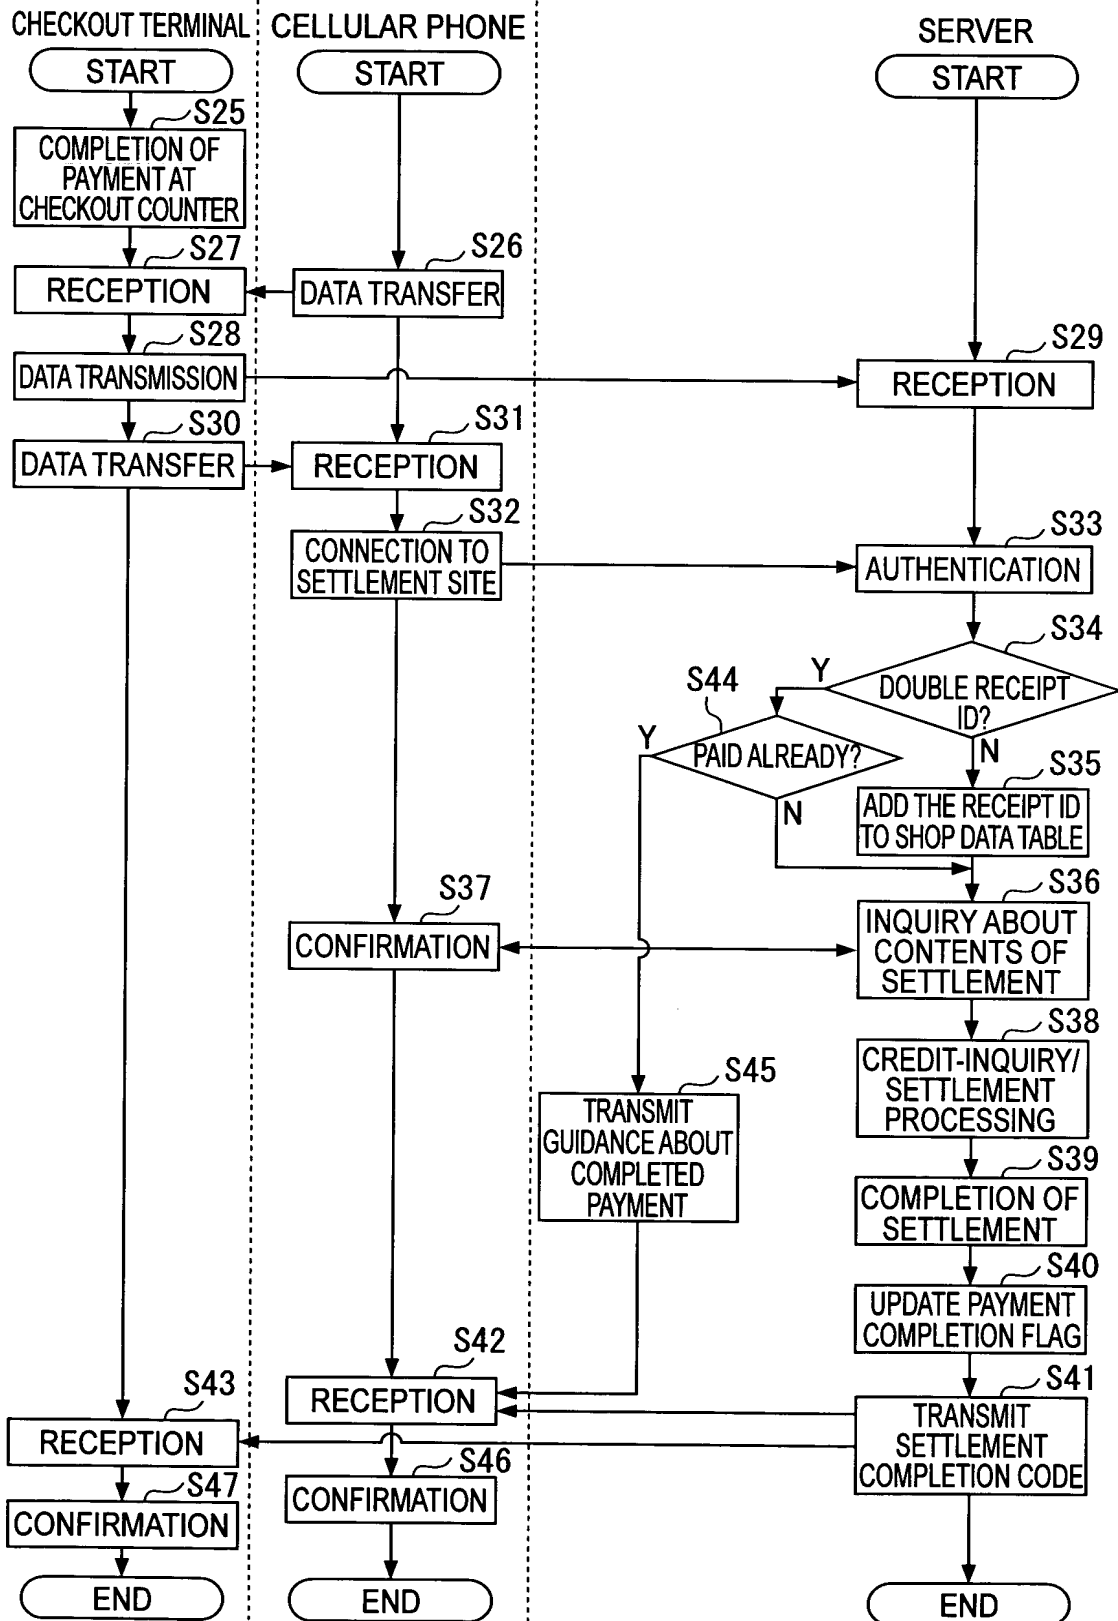 CHECKOUT TERMINAL
CELLULAR PHONE
SERVER
START
START
START
S25
COMPLETION OF
PAYMENT AT
CHECKOUT COUNTER
S27
RECEPTION
S26
DATA TRANSFER
S28
DATA TRANSMISSION
S29
RECEPTION
S30
DATA TRANSFER
S31
RECEPTION
S32
CONNECTION TO
SETTLEMENT SITE
S33
AUTHENTICATION
S34
DOUBLE RECEIPT
ID?
Y
N
S44
PAID ALREADY?
Y
N
S35
ADD THE RECEIPT ID
TO SHOP DATA TABLE
S36
INQUIRY ABOUT
CONTENTS OF
SETTLEMENT
S37
CONFIRMATION
S38
CREDIT-INQUIRY/
SETTLEMENT
PROCESSING
S45
TRANSMIT
GUIDANCE ABOUT
COMPLETED
PAYMENT
S39
COMPLETION OF
SETTLEMENT
S40
UPDATE PAYMENT
COMPLETION FLAG
S42
RECEPTION
S41
TRANSMIT
SETTLEMENT
COMPLETION CODE
S43
RECEPTION
S46
CONFIRMATION
S47
CONFIRMATION
END
END
END